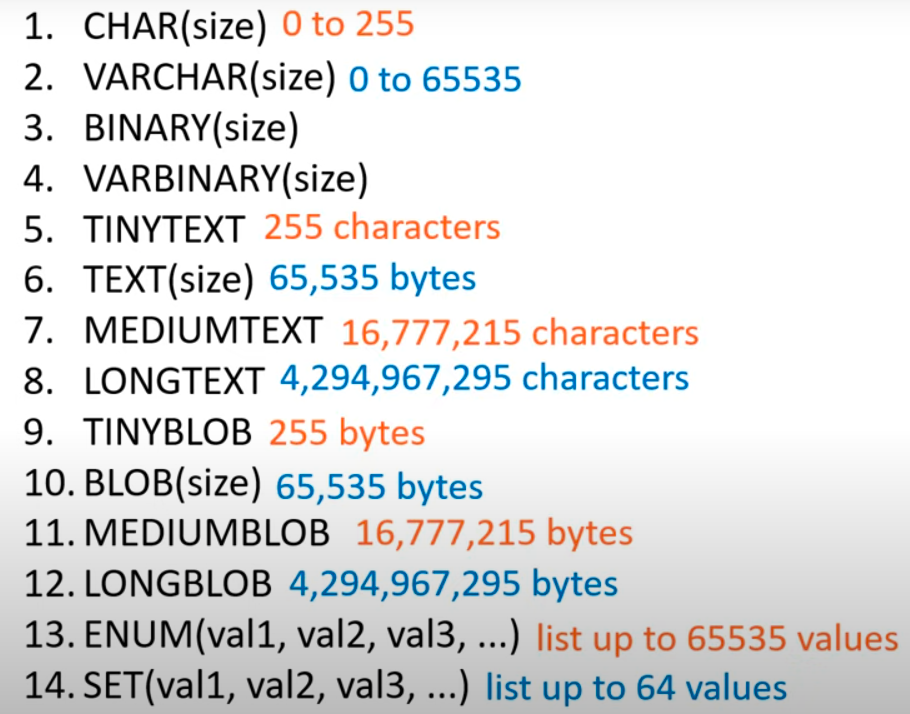 1. CHAR(size) 0 to 255
2. VARCHAR(size) 0 to 65535
3. BINARY(size)
4. VARBINARY(size)
5. TINYTEXT 255 characters
6. TEXT(size) 65,535 bytes
7. MEDIUMTEXT 16,777,215 characters
8. LONGTEXT 4,294,967,295 characters
9. TINYBLOB 255 bytes
10. BLOB(size) 65,535 bytes
11. MEDIUMBLOB 16,777,215 bytes
12. LONGBLOB 4,294,967,295 bytes
13. ENUM(val1, val2, val3, ...) list up to 65535 values
14. SET(val1, val2, val3, ...) list up to 64 values